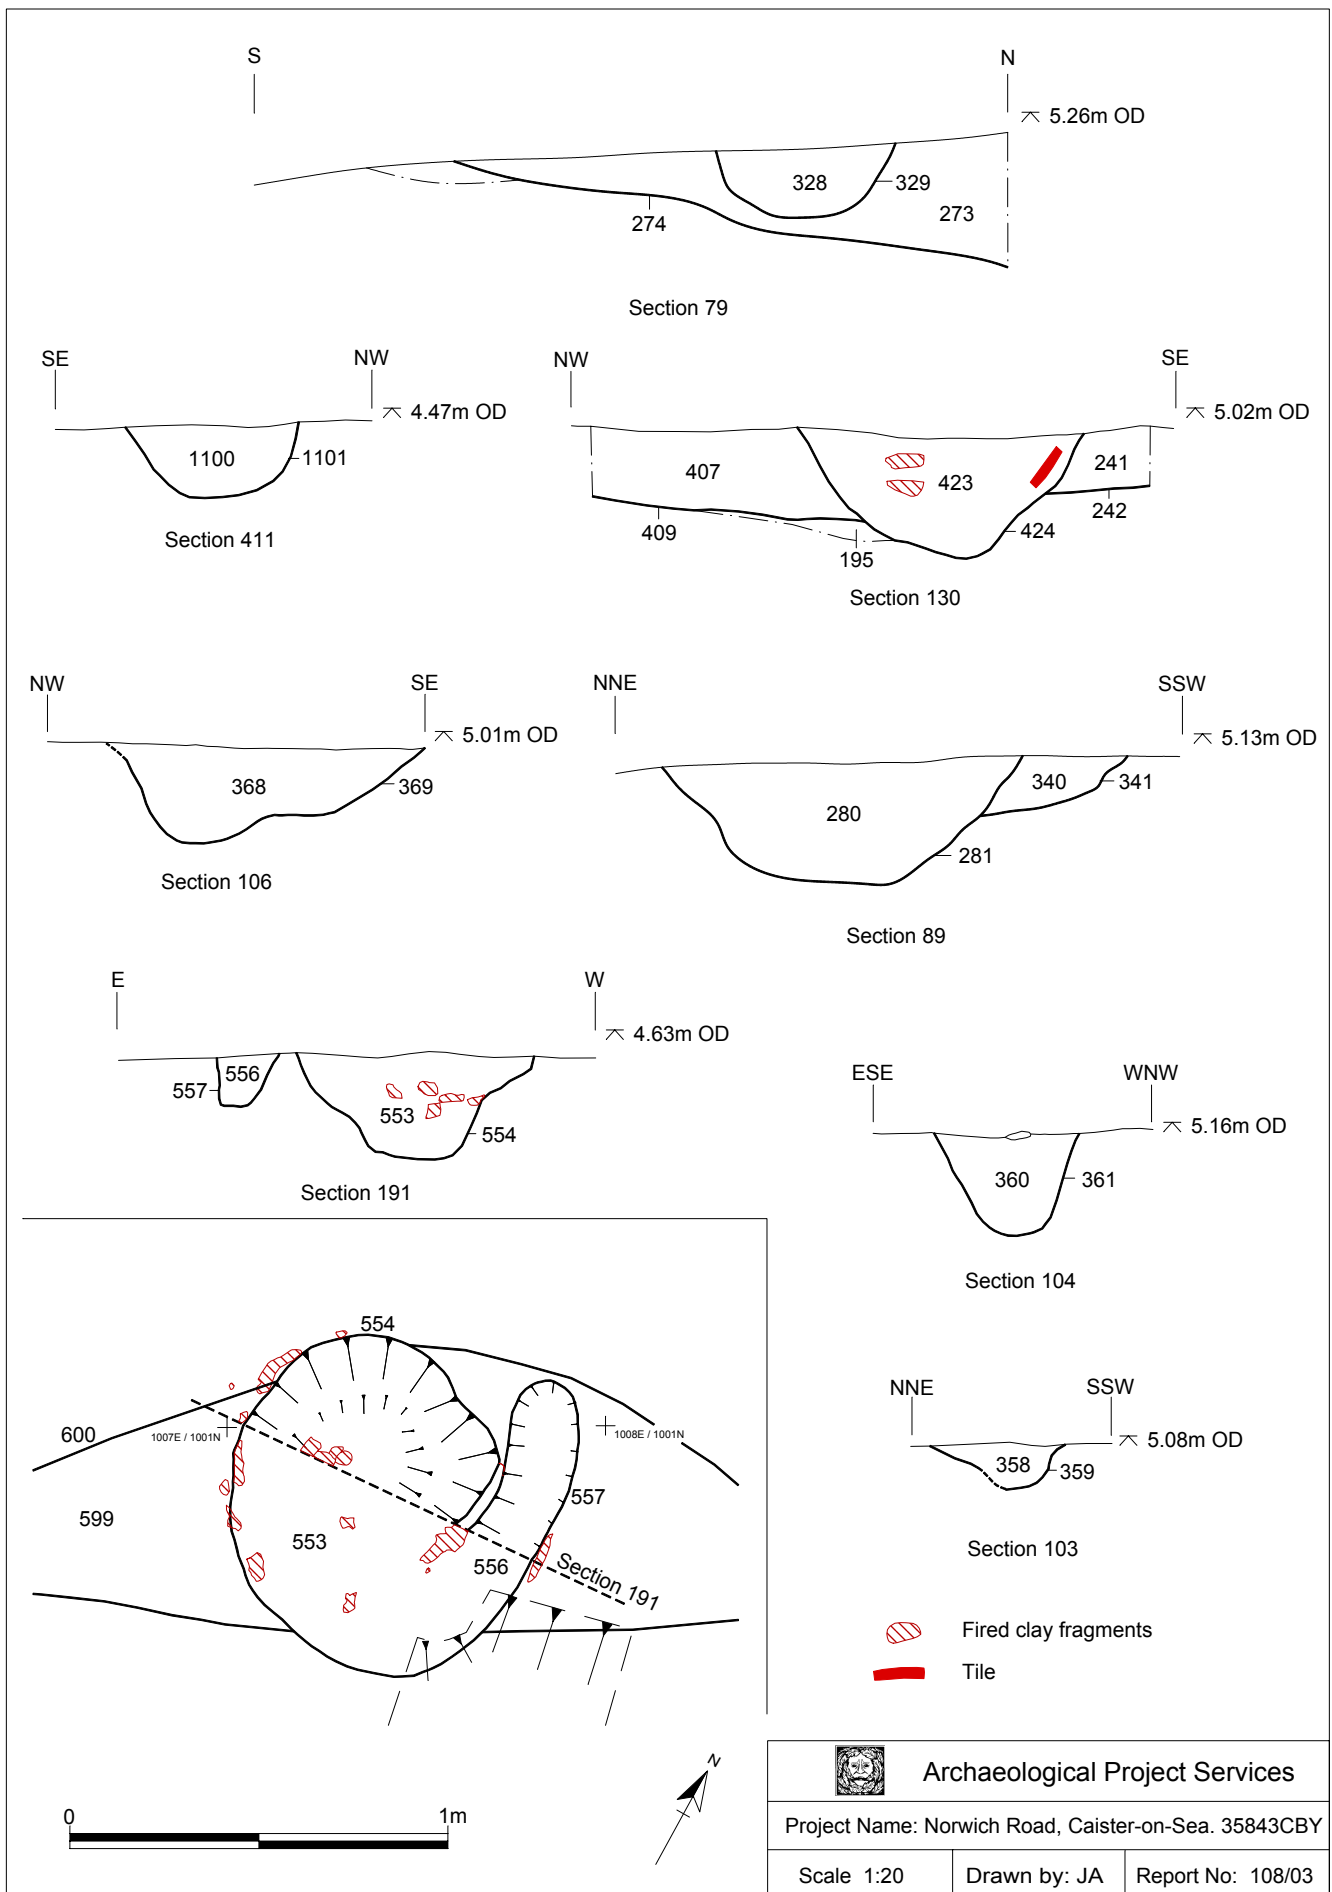 S N
5.26m OD
328 329
273
274
Section 79
SE NW
4.47m OD
1100 1101
Section 411
NW SE
5.02m OD
407 423 241
242
409 424
195
Section 130
NW SE
5.01m OD
368 369
Section 106
NNE SSW
5.13m OD
340 341
280
281
Section 89
E W
4.63m OD
556
557
553
554
Section 191
ESE WNW
5.16m OD
360 361
Section 104
NNE SSW
5.08m OD
358 359
Section 103
554
600
1007E / 1001N
1008E / 1001N
557
599
553
556
Section 191
Fired clay fragments
Tile
N
0 1m
Archaeological Project Services
Project Name: Norwich Road, Caister-on-Sea. 35843CBY
Scale 1:20
Drawn by: JA
Report No: 108/03